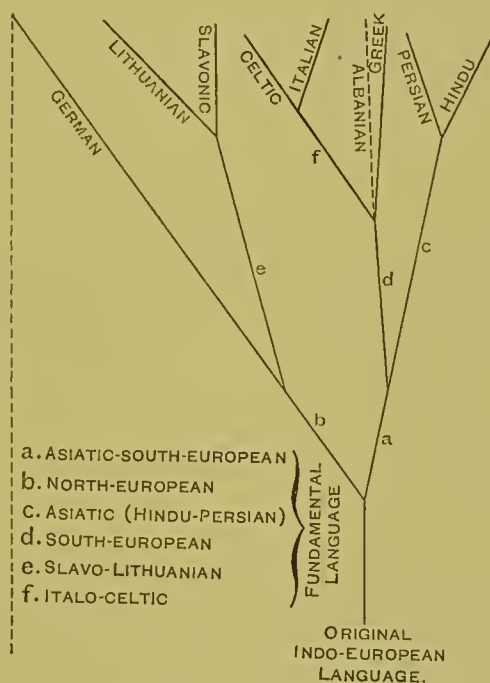 GERMAN
LITHUANIAN
SLAVONIC
CELTIC
ITALIAN
ALBANIAN
GREEK
PERSIAN
HINDU
f
e
d
c
b
a
a. ASIATIC-SOUTH-EUROPEAN
b. NORTH-EUROPEAN
c. ASIATIC (HINDU-PERSIAN)
d. SOUTH-EUROPEAN
e. SLAVO-LITHUANIAN
f. ITALO-CELTIC
FUNDAMENTAL
LANGUAGE
ORIGINAL
INDO-EUROPEAN
LANGUAGE.